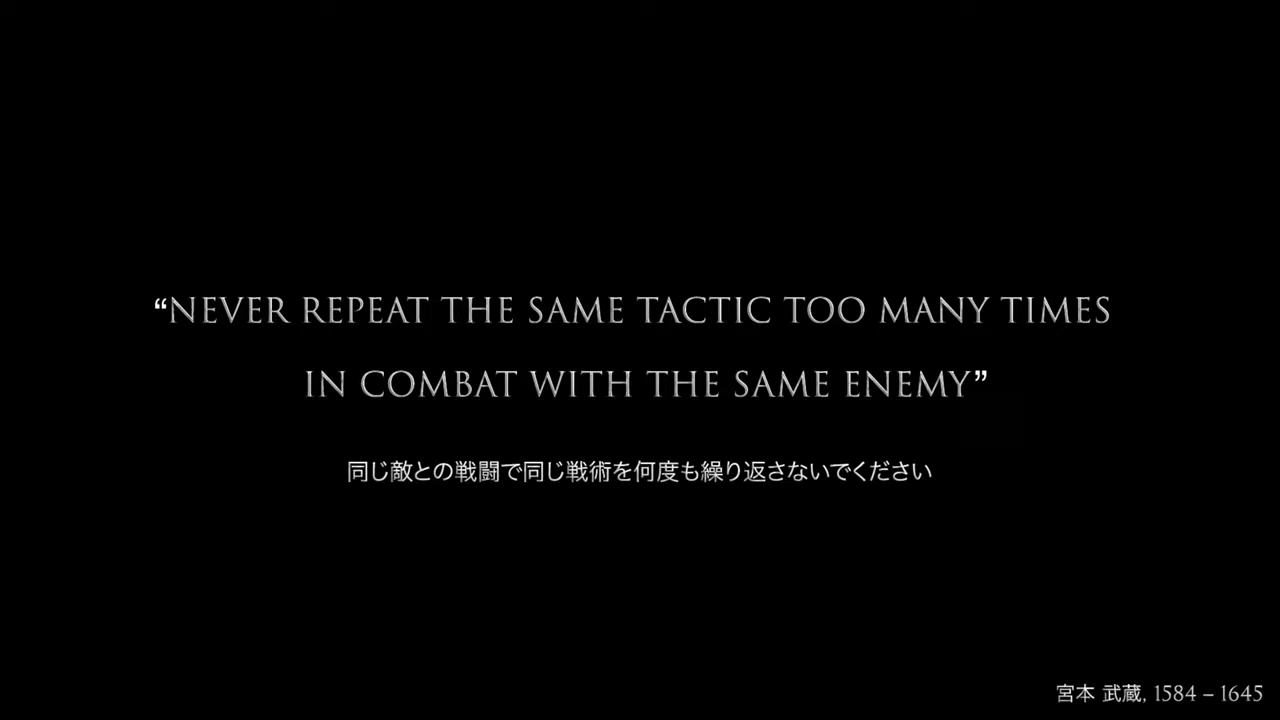 “NEVER REPEAT THE SAME TACTIC TOO MANY TIMES
IN COMBAT WITH THE SAME ENEMY”
同じ敵との戦闘で同じ戦術を何度も繰り返さないでください
宮本 武蔵, 1584 – 1645